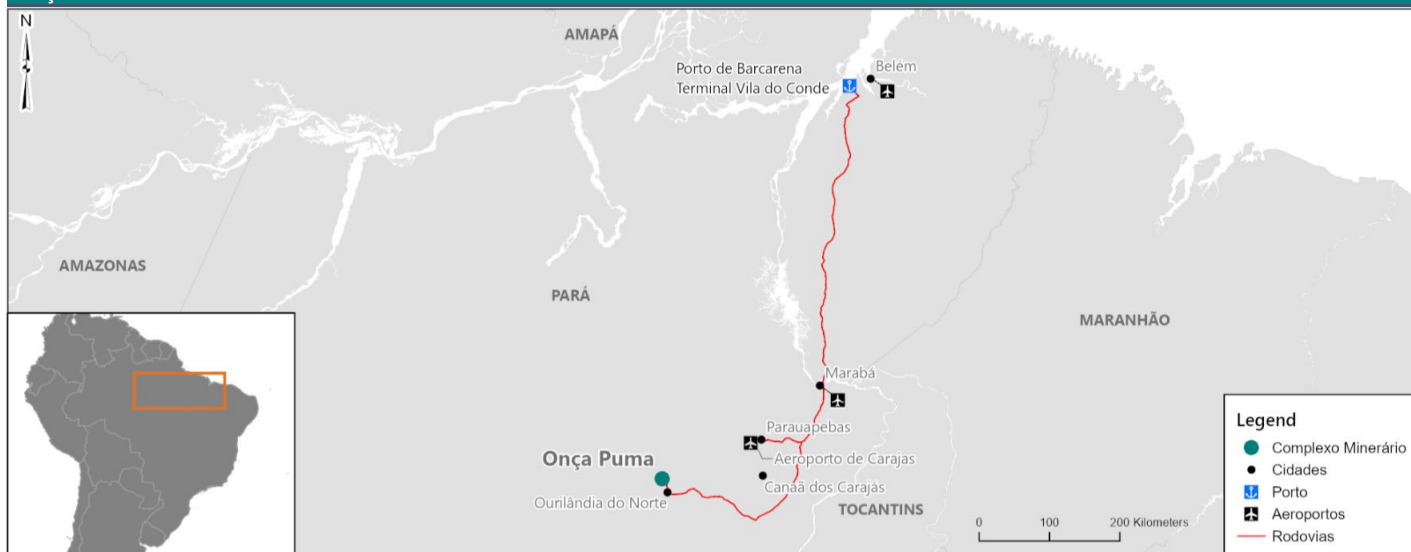 N
AMAPÁ
Porto de Barcarena
Terminal Vila do Conde
Belém
AMAZONAS
PARÁ
MARANHÃO
Marabá
Parauapebas
Aeroporto de Carajas
Onça Puma
Canaã dos Carajás
Ourilândia do Norte
TOCANTINS
0 100 200 Kilometers
Legend
Complexo Minerário
Cidades
Porto
Aeroportos
Rodovias